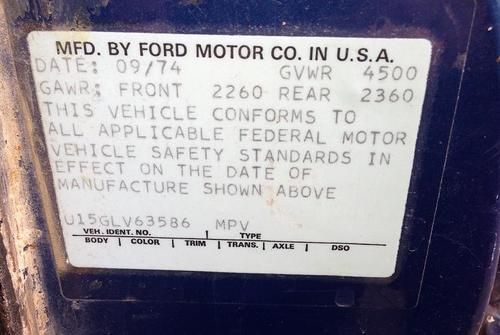 MFD. BY FORD MOTOR CO. IN U.S.A.
DATE: 09/74 GVWR 4500
GAWR: FRONT 2260 REAR 2360
THIS VEHICLE CONFORMS TO
ALL APPLICABLE FEDERAL MOTOR
VEHICLE SAFETY STANDARDS IN
EFFECT ON THE DATE OF
MANUFACTURE SHOWN ABOVE
U15GLV63586 MPV
VEH. IDENT. NO. | TYPE
BODY | COLOR | TRIM | TRANS. | AXLE | DSO